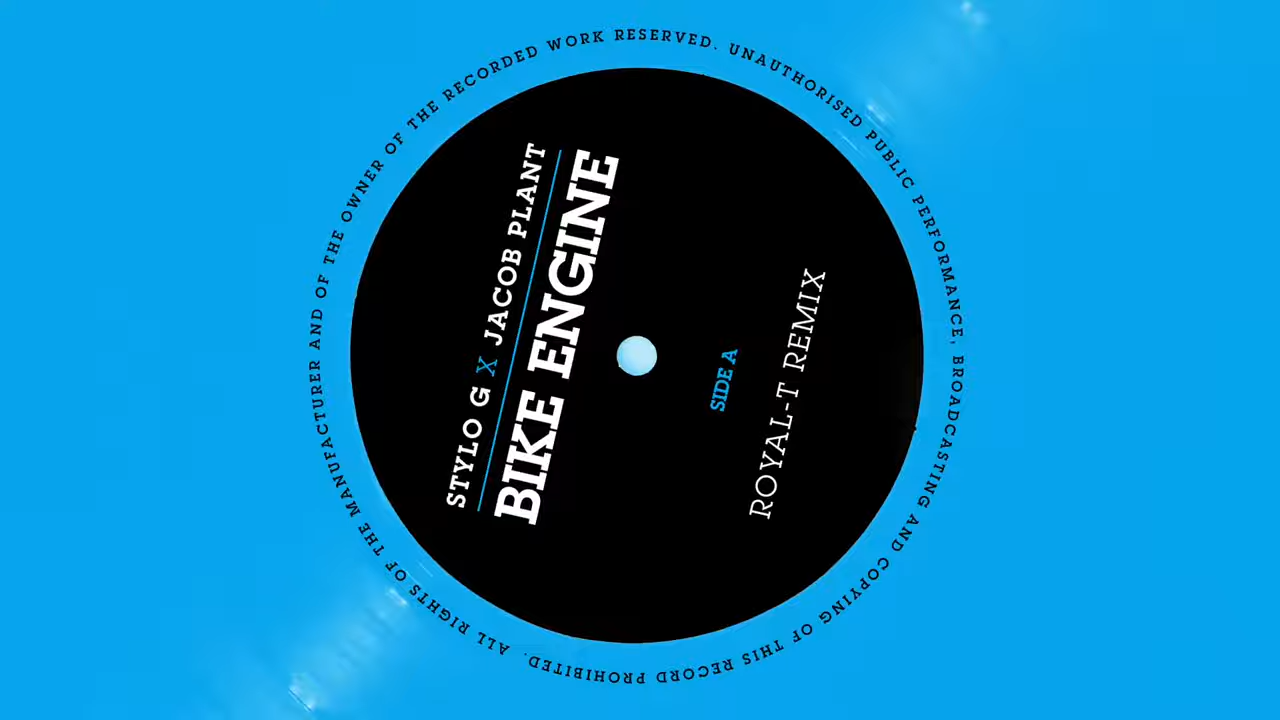 STYLO G X JACOB PLANT
BIKE ENGINE
SIDE A
ROYAL-T REMIX
ALL RIGHTS OF THE MANUFACTURER AND OF THE OWNER OF THE RECORDED WORK RESERVED. UNAUTHORISED PUBLIC PERFORMANCE, BROADCASTING AND COPYING OF THIS RECORD PROHIBITED.